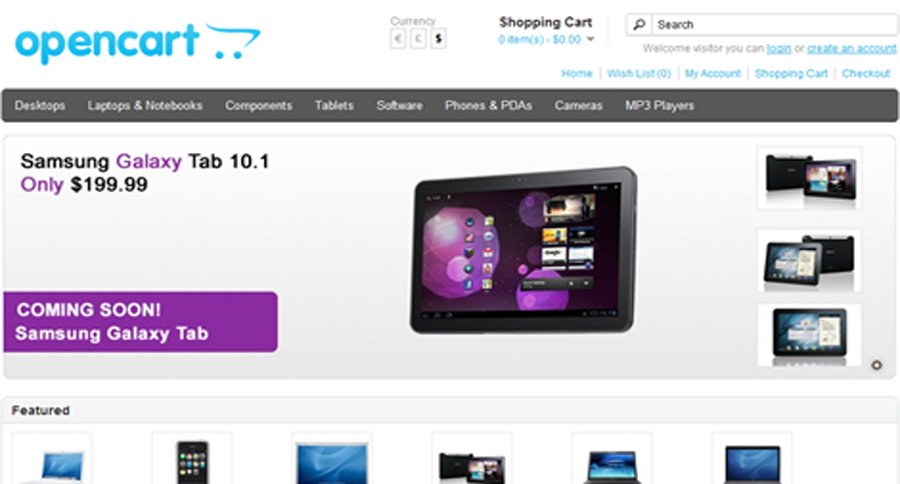 opencart
Currency
€ £ $
Shopping Cart
0 item(s) - $0.00
Search
Welcome visitor you can login or create an account
Home Wish List (0) My Account Shopping Cart Checkout
Desktops Laptops & Notebooks Components Tablets Software Phones & PDAs Cameras MP3 Players
Samsung Galaxy Tab 10.1
Only $199.99
COMING SOON!
Samsung Galaxy Tab
Featured